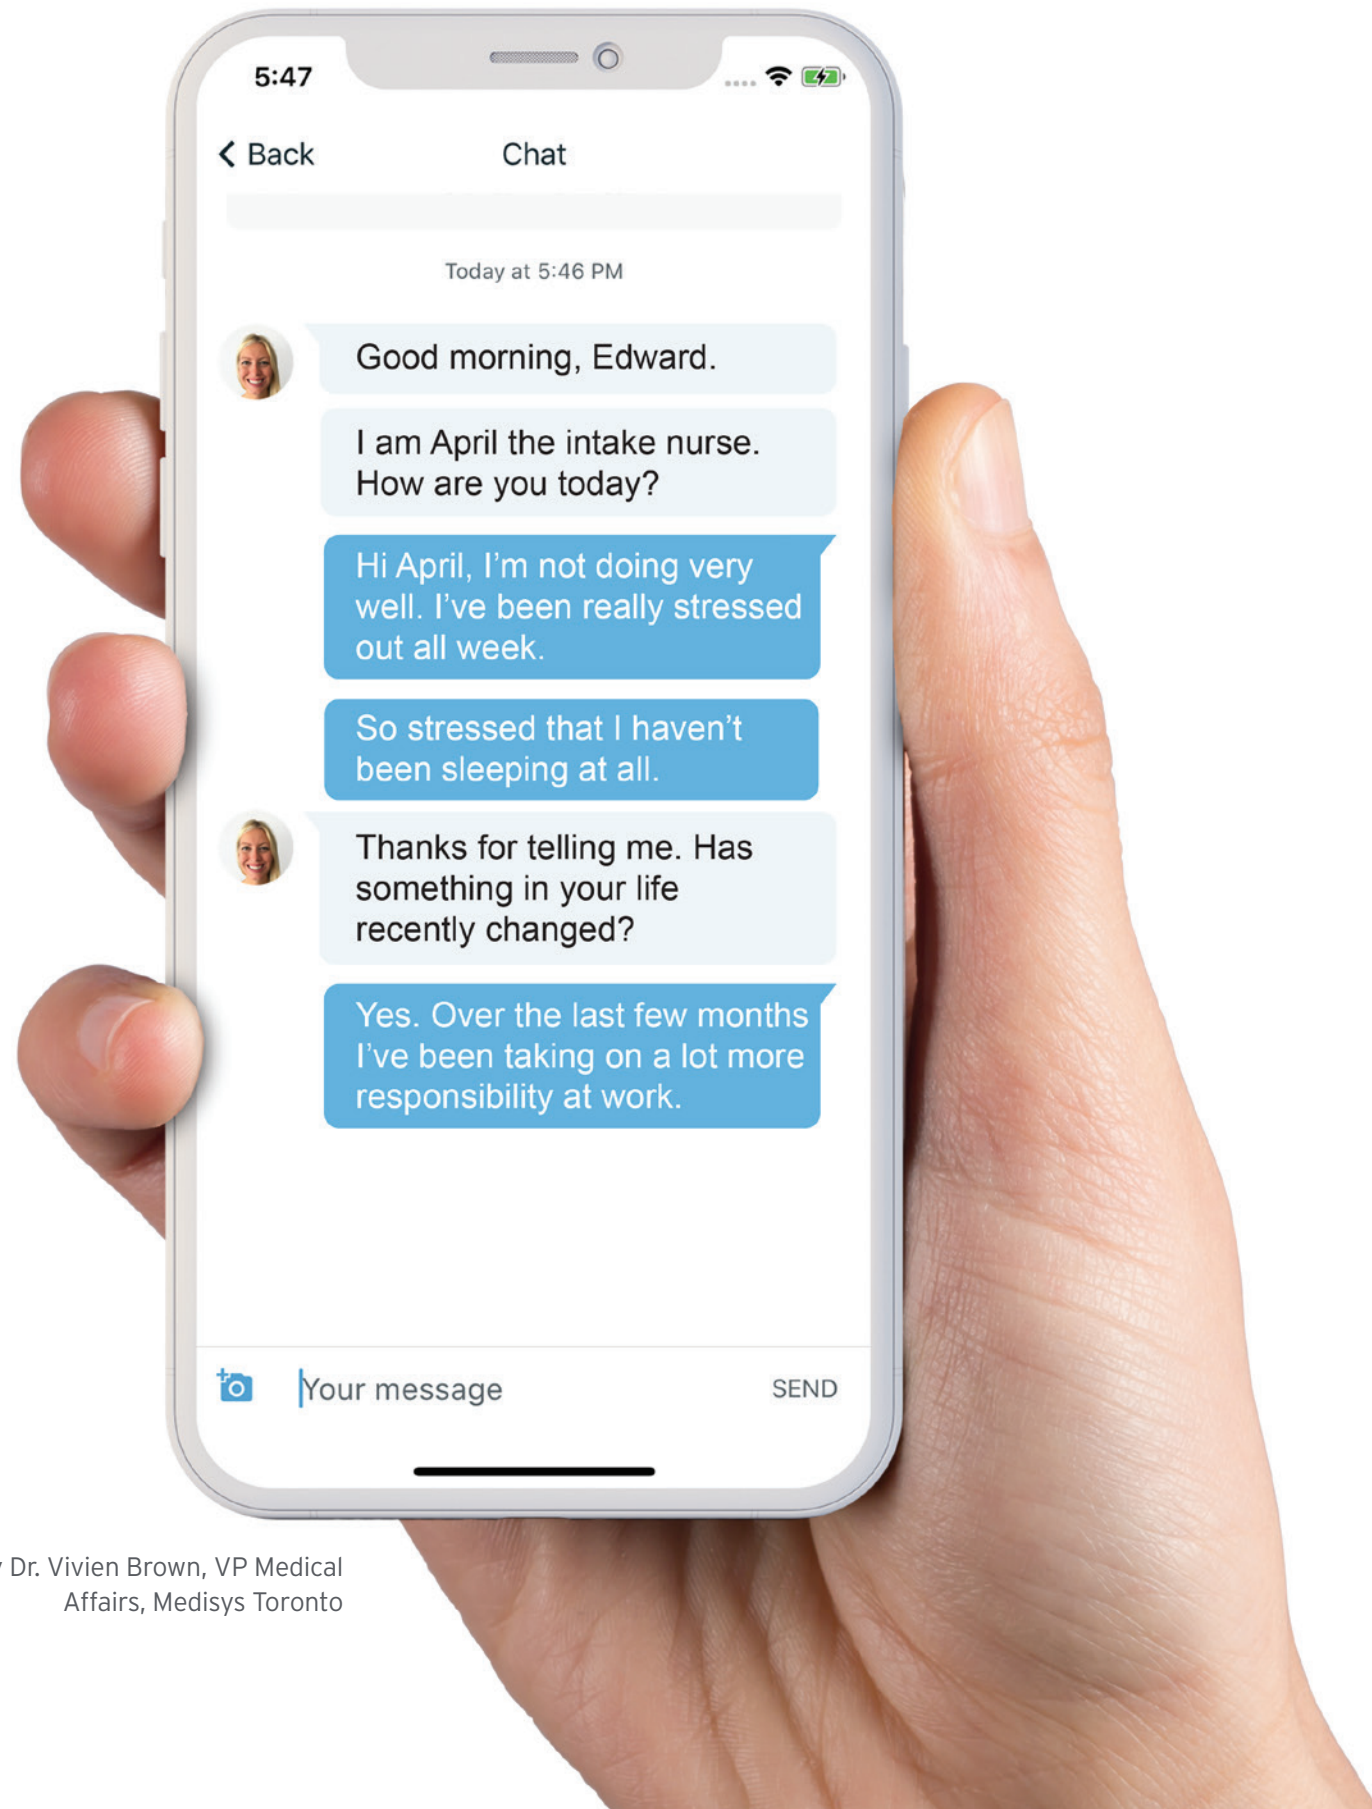 5:47
Back
Chat
Today at 5:46 PM
Good morning, Edward.
I am April the intake nurse.
How are you today?
Hi April, I'm not doing very
well. I've been really stressed
out all week.
So stressed that I haven't
been sleeping at all.
Thanks for telling me. Has
something in your life
recently changed?
Yes. Over the last few months
I've been taking on a lot more
responsibility at work.
Your message
SEND
Dr. Vivien Brown, VP Medical
Affairs, Medisys Toronto